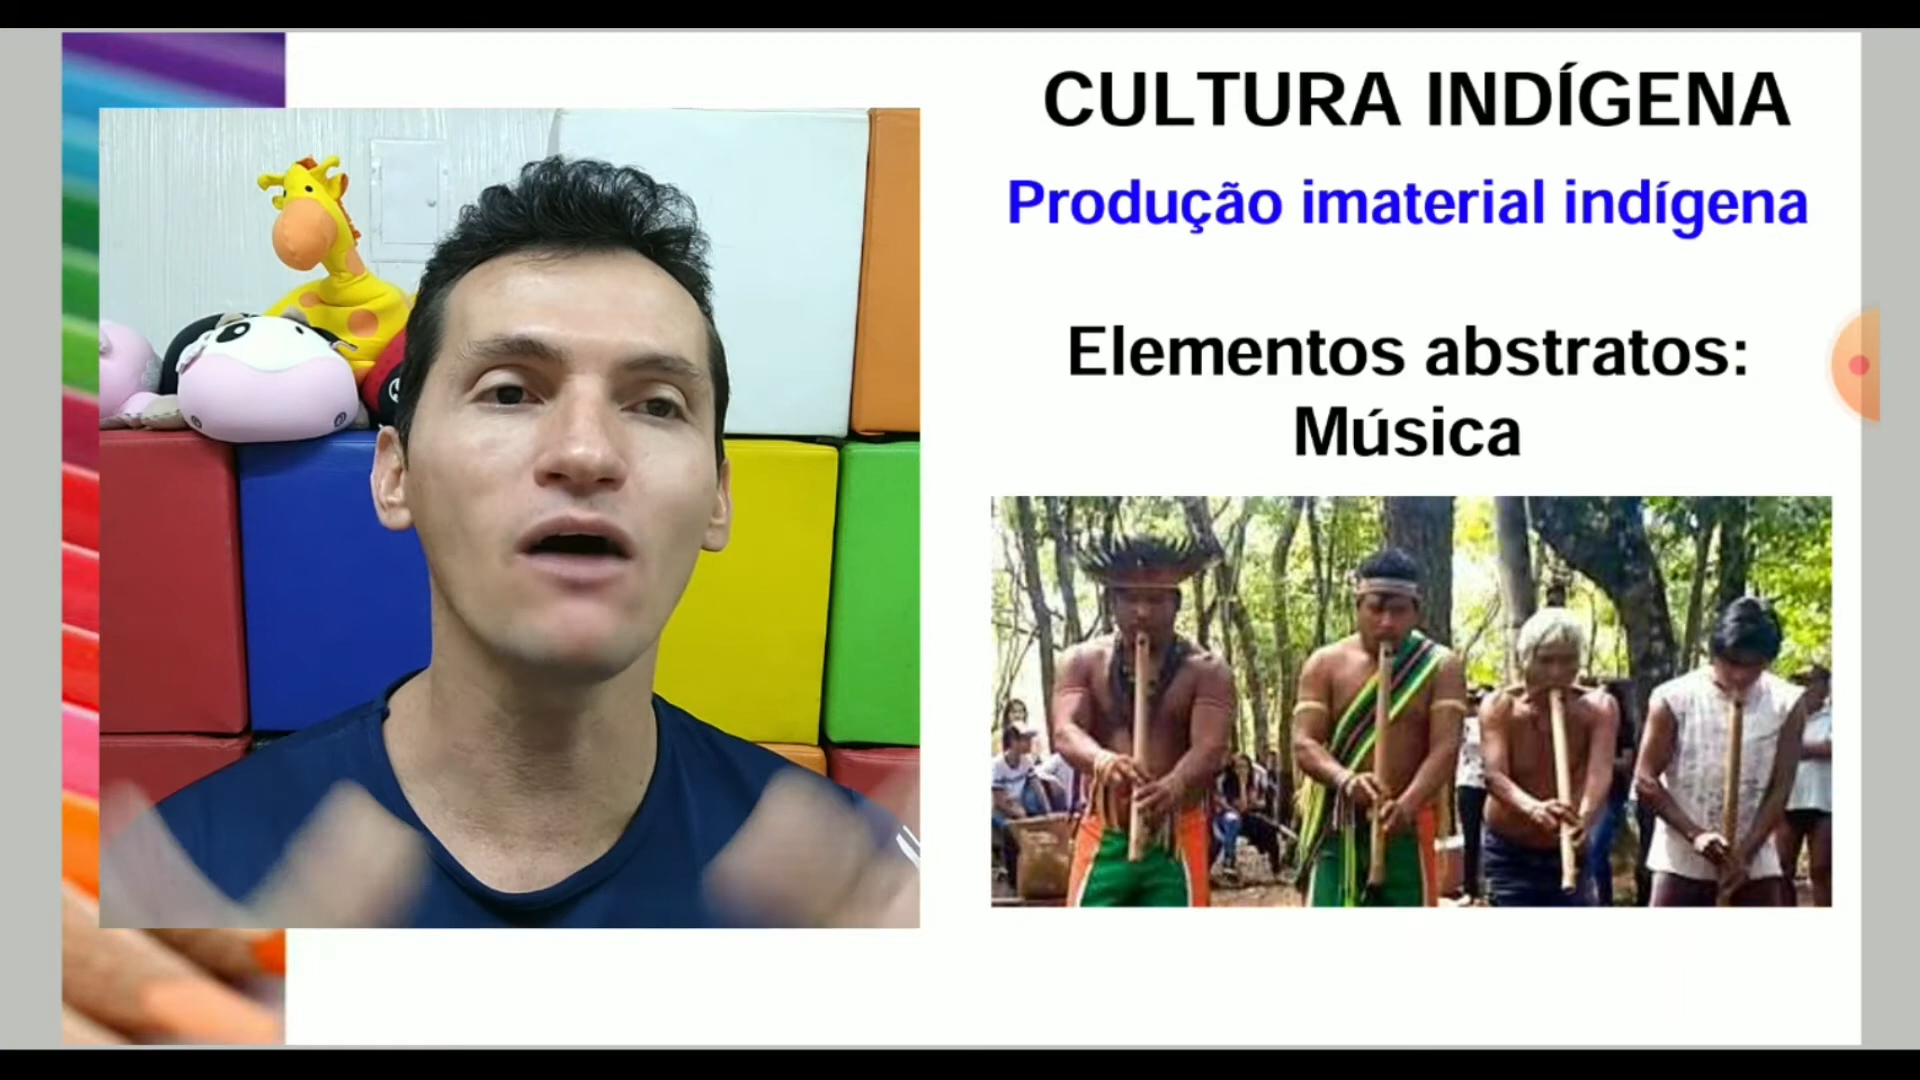 CULTURA INDÍGENA
Produção imaterial indígena
Elementos abstratos:
Música